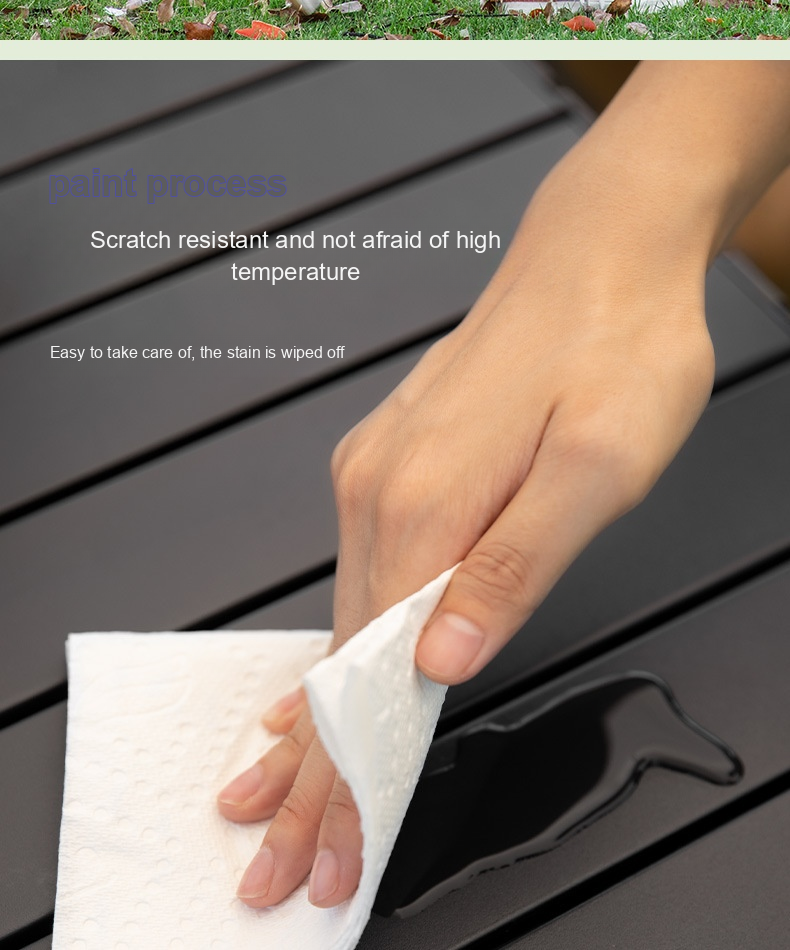 paint process
Scratch resistant and not afraid of high
temperature
Easy to take care of, the stain is wiped off